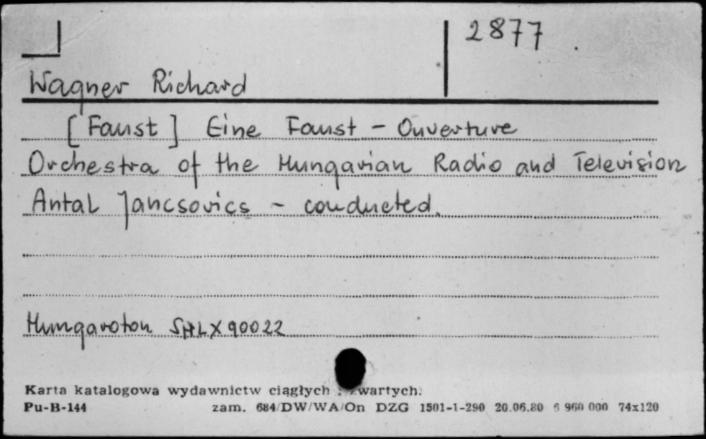 2877
Wagner Richard
[Faust] Eine Faust - Ouverture
Orchestra of the Hungarian Radio and Television
Antal Jancsovics - conducted.
Hungaroton SHLX 90022
Karta katalogowa wydawnictw ciągłych zwartych.
Pu-B-144 zam. 684/DW/WA/On DZG 1501-1-290 20.06.80 6 960 000 74x120